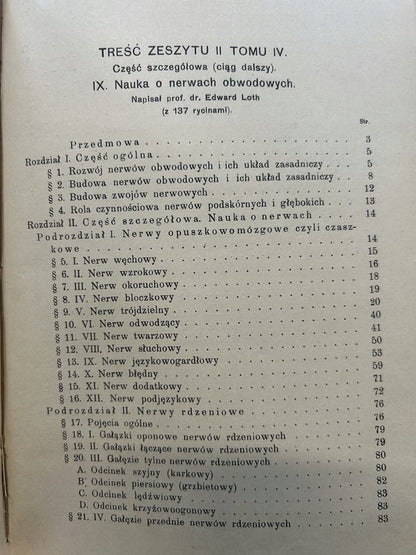 TREŚĆ ZESZYTU II TOMU IV.
Część szczegółowa (ciąg dalszy).
IX. Nauka o nerwach obwodowych.
Napisał prof. dr. Edward Loth
(z 137 rycinami).
Str.
Przedmowa 3
Rozdział I. Część ogólna 5
§ 1. Rozwój nerwów obwodowych i ich układ zasadniczy 5
§ 2. Budowa nerwów obwodowych i ich układ zasadniczy 8
§ 3. Budowa zwojów nerwowych 12
§ 4. Rola czynnościowa nerwów podskórnych i głębokich 13
Rozdział II. Część szczegółowa. Nauka o nerwach 14
Podrozdział I. Nerwy opuszkowomózgowe czyli czasz-
kowe 14
§ 5. I. Nerw węchowy 15
§ 6. II. Nerw wzrokowy 16
§ 7. III. Nerw okoruchowy 18
§ 8. IV. Nerw bloczkowy 19
§ 9. V. Nerw trójdzielny 20
§ 10. VI. Nerw odwodzący 40
§ 11. VII. Nerw twarzowy 41
§ 12. VIII. Nerw słuchowy 50
§ 13. IX. Nerw językowogardłowy 53
§ 14. X. Nerw błędny 59
§ 15. XI. Nerw dodatkowy 71
§ 16. XII. Nerw podjęzykowy 72
Podrozdział II. Nerwy rdzeniowe 76
§ 17. Pojęcia ogólne 76
§ 18. I. Gałązki oponowe nerwów rdzeniowych 79
§ 19. II. Gałązki łączące nerwów rdzeniowych 79
§ 20. III. Gałęzie tylne nerwów rdzeniowych 80
A. Odcinek szyjny (karkowy) 80
B. Odcinek piersiowy (grzbietowy) 82
C. Odcinek lędźwiowy 83
D. Odcinek krzyżowoogonowy 83
§ 21. IV. Gałęzie przednie nerwów rdzeniowych 83